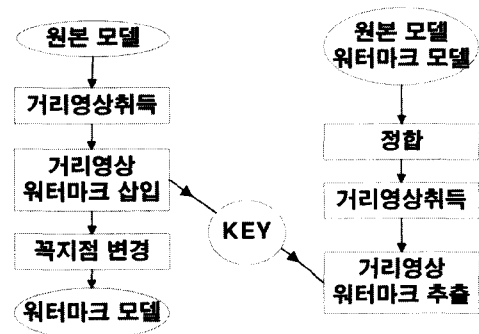 원본 모델
거리영상취득
거리영상
워터마크 삽입
꼭지점 변경
워터마크 모델
KEY
원본 모델
워터마크 모델
정합
거리영상취득
거리영상
워터마크 추출